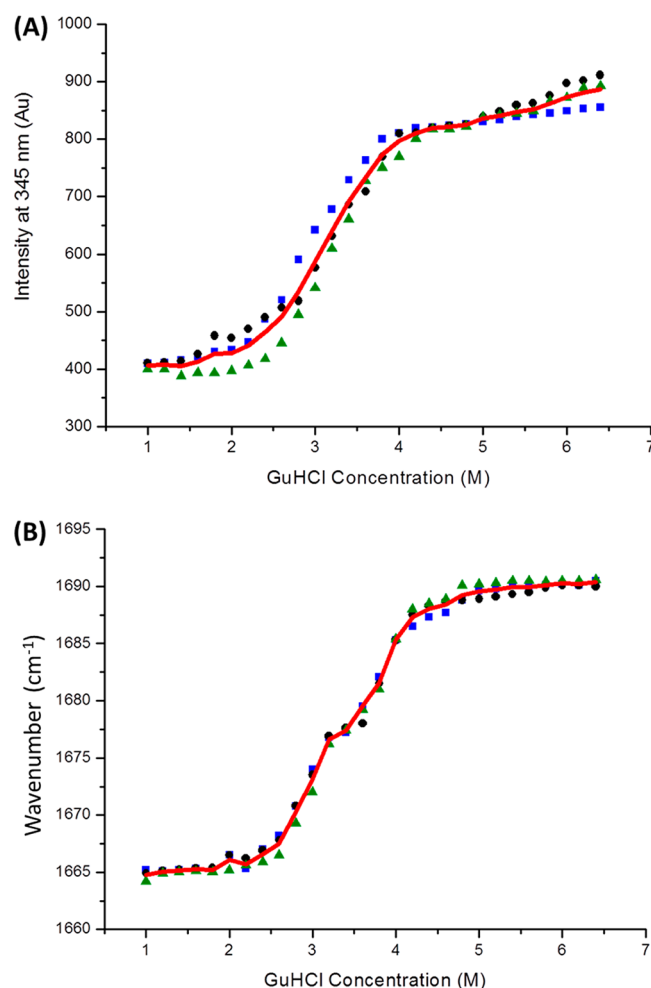 (A)
1000
900
800
700
600
500
400
300
Intensity at 345 nm (Au)
1 2 3 4 5 6 7
GuHCl Concentration (M)
(B)
1695
1690
1685
1680
1675
1670
1665
1660
Wavenumber (cm-1)
1 2 3 4 5 6 7
GuHCl Concentration (M)